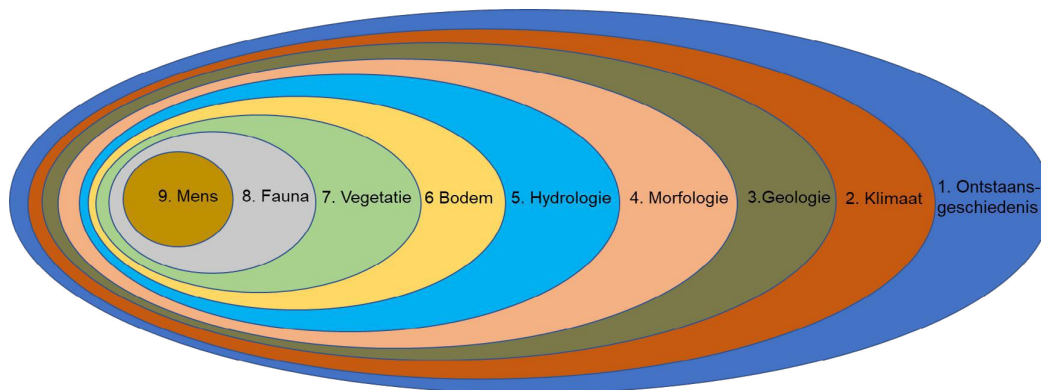 9. Mens
8. Fauna
7. Vegetatie
6 Bodem
5. Hydrologie
4. Morfologie
3.Geologie
2. Klimaat
1. Ontstaans-
geschiedenis